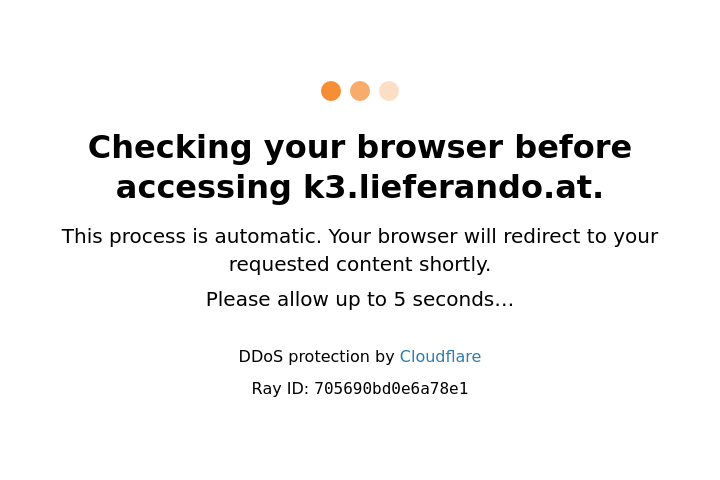 Checking your browser before
accessing k3.lieferando.at.
This process is automatic. Your browser will redirect to your
requested content shortly.
Please allow up to 5 seconds…
DDoS protection by Cloudflare
Ray ID: 705690bd0e6a78e1